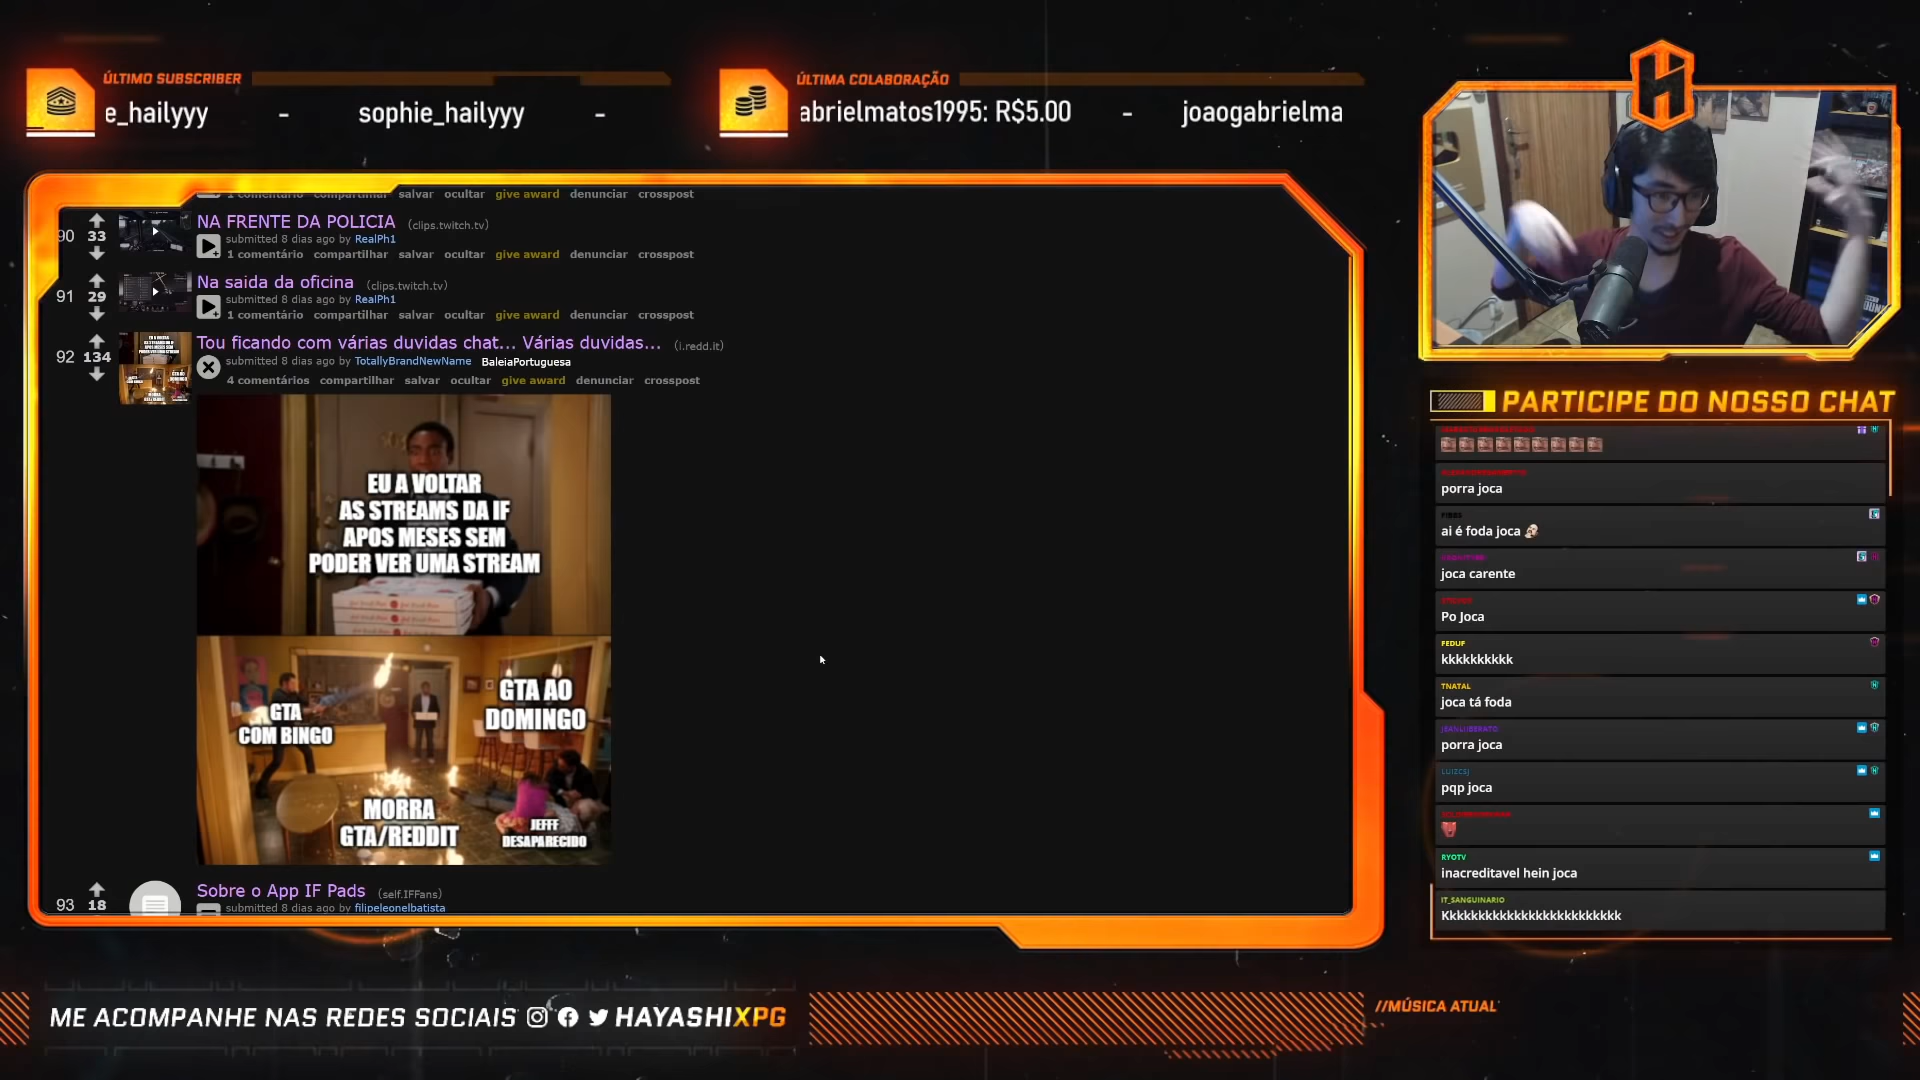 ÚLTIMO SUBSCRIBER
e_hailyyy - sophie_hailyyy -
ÚLTIMA COLABORAÇÃO
abrielmatos1995: R$5.00 - joaogabrielma
1 comentário compartilhar salvar ocultar give award denunciar crosspost
90 33 NA FRENTE DA POLICIA (clips.twitch.tv)
submitted 8 dias ago by RealPh1
1 comentário compartilhar salvar ocultar give award denunciar crosspost
91 29 Na saida da oficina (clips.twitch.tv)
submitted 8 dias ago by RealPh1
1 comentário compartilhar salvar ocultar give award denunciar crosspost
92 134 Tou ficando com várias duvidas chat... Várias duvidas... (i.redd.it)
submitted 8 dias ago by TotallyBrandNewName BaleiaPortuguesa
4 comentários compartilhar salvar ocultar give award denunciar crosspost
EU A VOLTAR
AS STREAMS DA IF
APOS MESES SEM
PODER VER UMA STREAM
GTA
COM BINGO
GTA AO
DOMINGO
MORRA
GTA/REDDIT
JEFFF
DESAPARECIDO
93 18 Sobre o App IF Pads (self.IFFans)
submitted 8 dias ago by filipeleonelbatista
PARTICIPE DO NOSSO CHAT
porra joca
ai é foda joca
joca carente
Po Joca
FEDUF
kkkkkkkkkk
TNATAL
joca tá foda
JEANLIBERATO
porra joca
LUIZCSJ
pqp joca
RYOTV
inacreditavel hein joca
IT_SANGUINARIO
Kkkkkkkkkkkkkkkkkkkkkkkkk
ME ACOMPANHE NAS REDES SOCIAIS HAYASHIXPG
//MÚSICA ATUAL